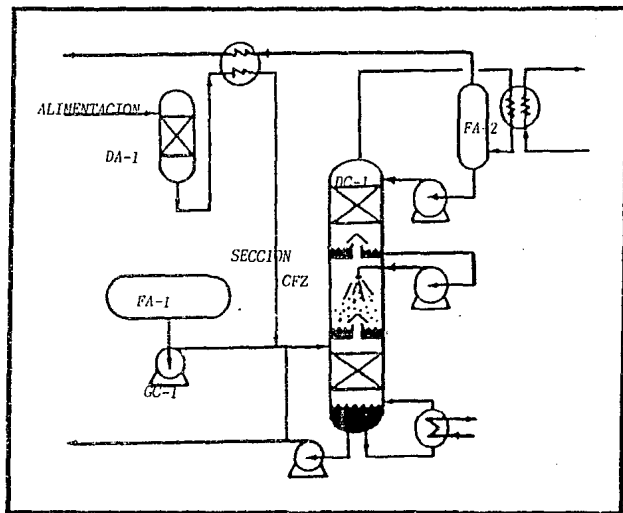 ALIMENTACION
DA-1
FA-2
DC-1
SECCION
CFZ
FA-1
GC-1